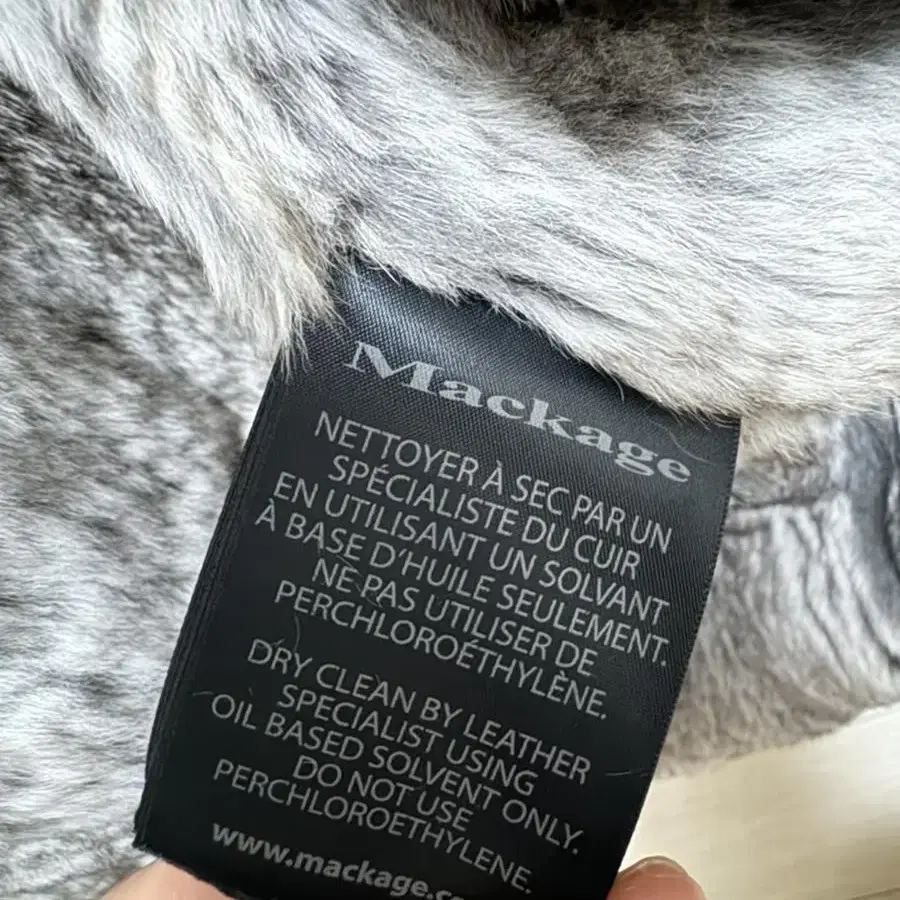 Mackage
NETTOYER À SEC PAR UN
SPÉCIALISTE DU CUIR
EN UTILISANT UN SOLVANT
À BASE D'HUILE SEULEMENT.
NE PAS UTILISER DE
PERCHLOROÉTHYLÈNE.
DRY CLEAN BY LEATHER
SPECIALIST USING
OIL BASED SOLVENT ONLY.
DO NOT USE
PERCHLOROETHYLENE.
www.mackage.c